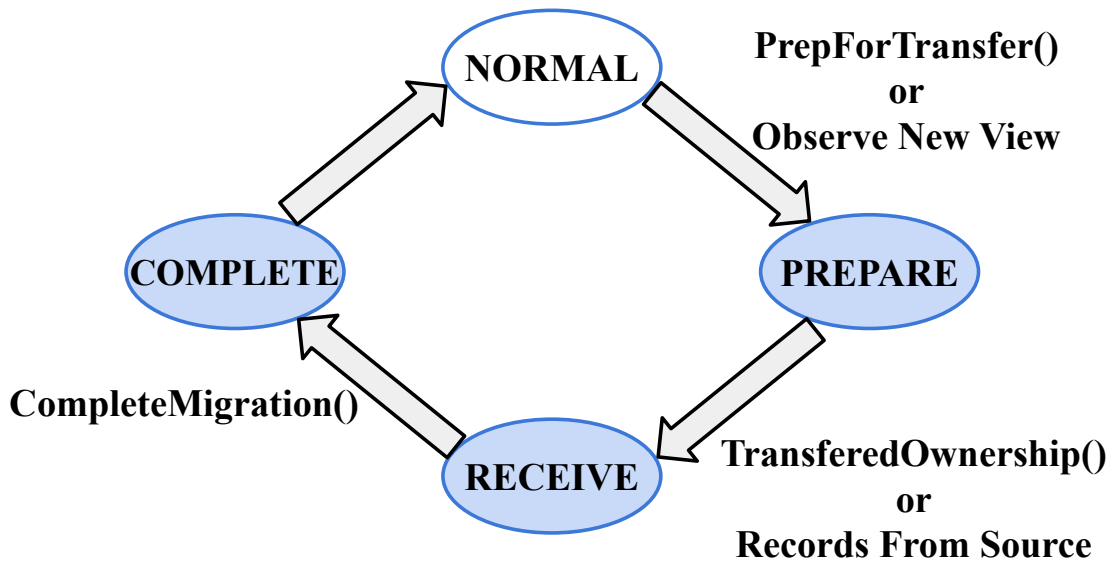 NORMAL
PrepForTransfer()
or
Observe New View
COMPLETE
PREPARE
CompleteMigration()
RECEIVE
TransferedOwnership()
or
Records From Source